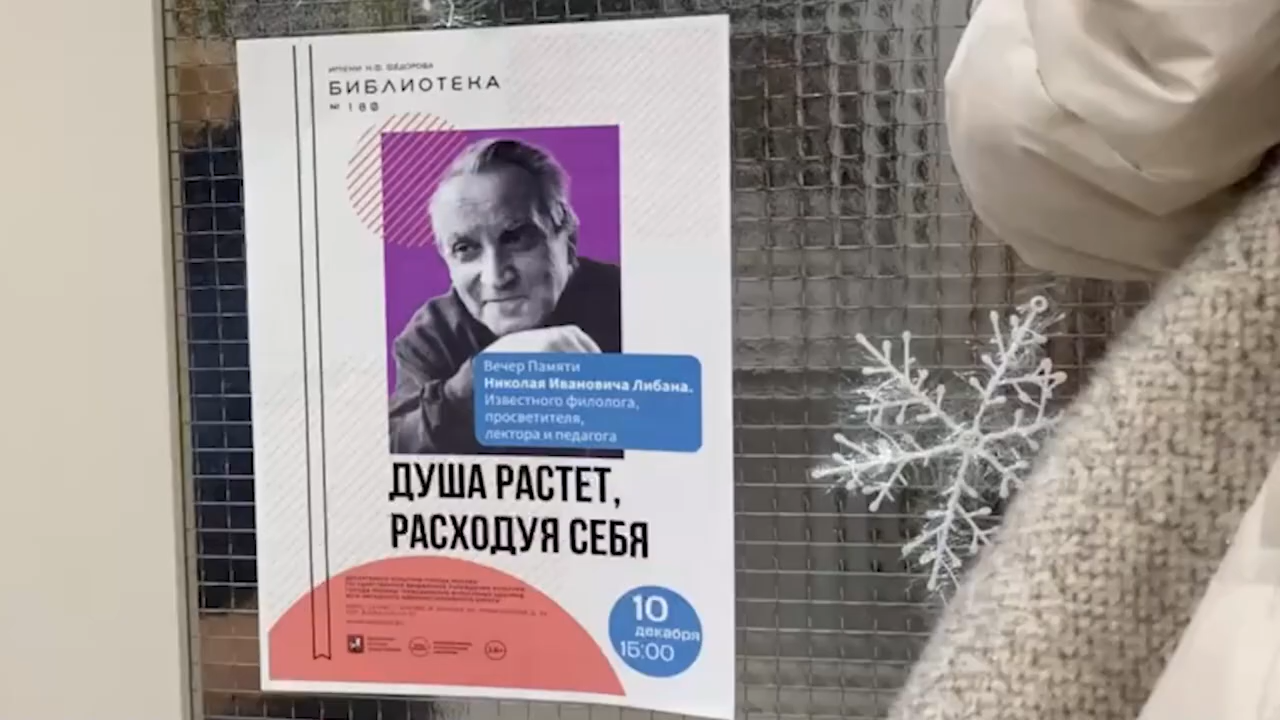 ИМЕНИ Н.Ф. ФЁДОРОВА
БИБЛИОТЕКА
№ 180
Вечер Памяти
Николая Ивановича Либана.
Известного филолога,
просветителя,
лектора и педагога
ДУША РАСТЕТ,
РАСХОДУЯ СЕБЯ
10
декабря
15:00